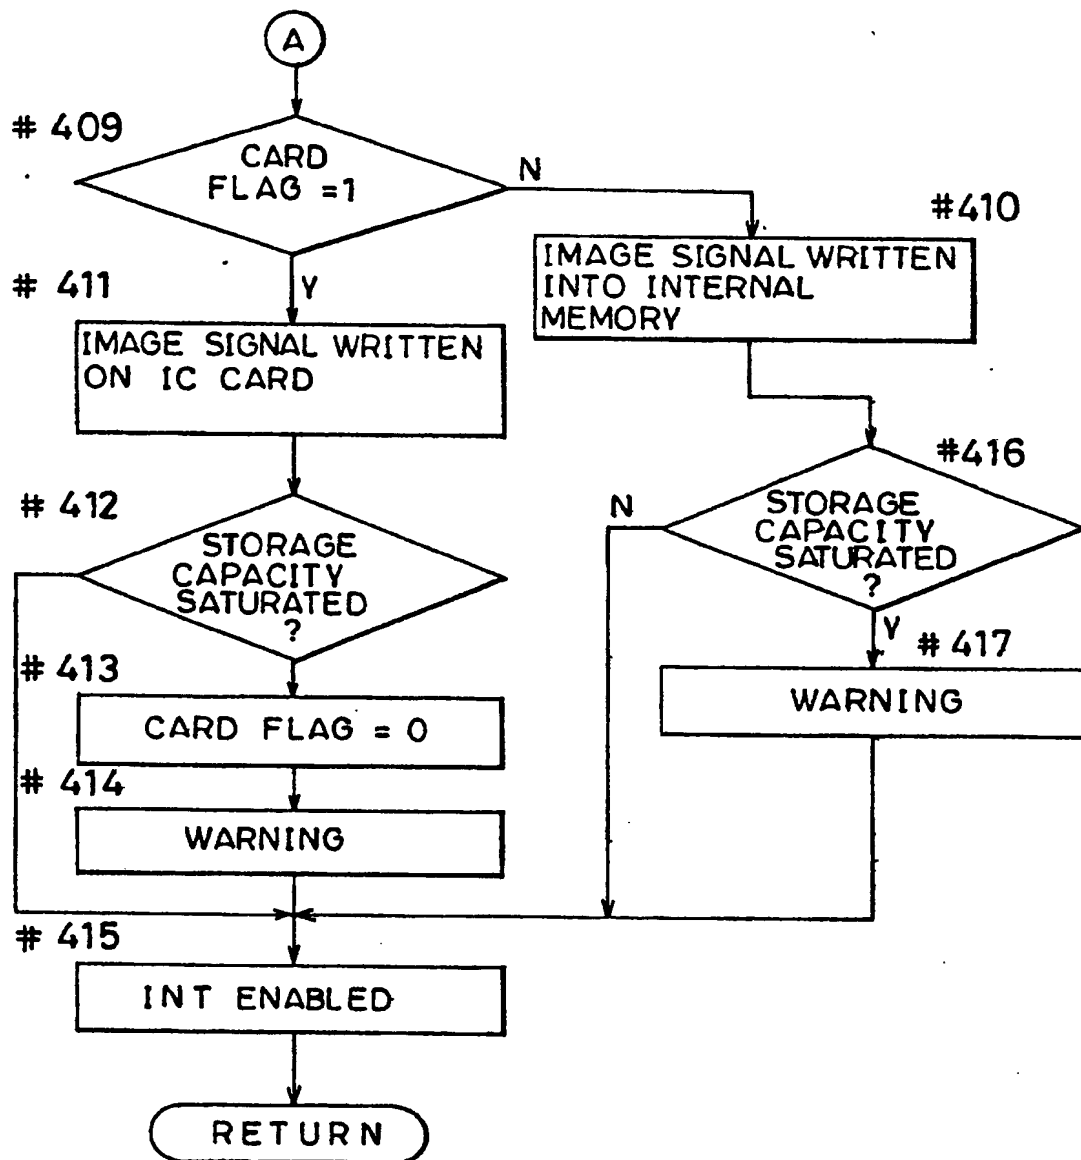 A
# 409
CARD
FLAG =1
N
#410
IMAGE SIGNAL WRITTEN
INTO INTERNAL
MEMORY
# 411
Y
IMAGE SIGNAL WRITTEN
ON IC CARD
#416
# 412
N
STORAGE
CAPACITY
SATURATED
?
STORAGE
CAPACITY
SATURATED
?
Y
# 417
# 413
WARNING
CARD FLAG = 0
# 414
WARNING
# 415
INT ENABLED
RETURN